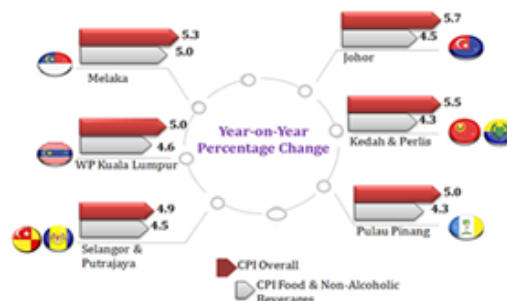 5.3
5.0
Melaka
5.7
4.5
Johor
5.0
4.6
WP Kuala Lumpur
Year-on-Year
Percentage Change
5.5
4.3
Kedah & Perlis
4.9
4.5
Selangor &
Putrajaya
5.0
4.3
Pulau Pinang
CPI Overall
CPI Food & Non-Alcoholic
Beverages